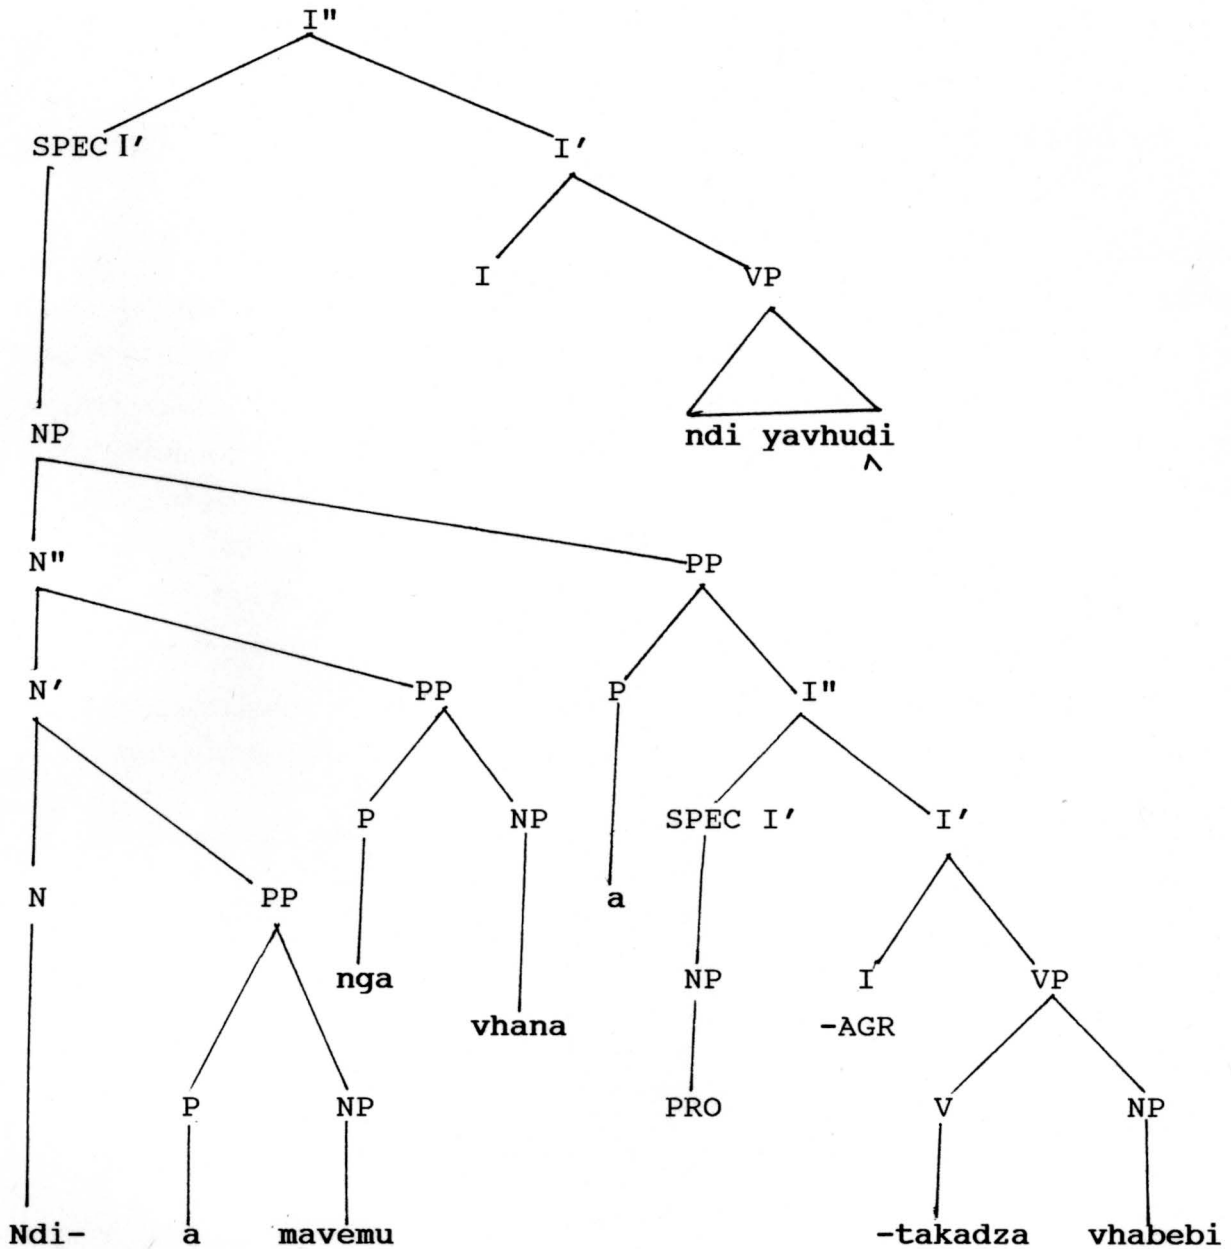 I"
SPEC I' I'
I VP
NP ndi yavhuḓi
N" PP
N' PP P I"
P NP SPEC I' I'
N PP a
nga NP I VP
vhana -AGR
P NP PRO V NP
Ndi- a mavemu -takadza vhabebi